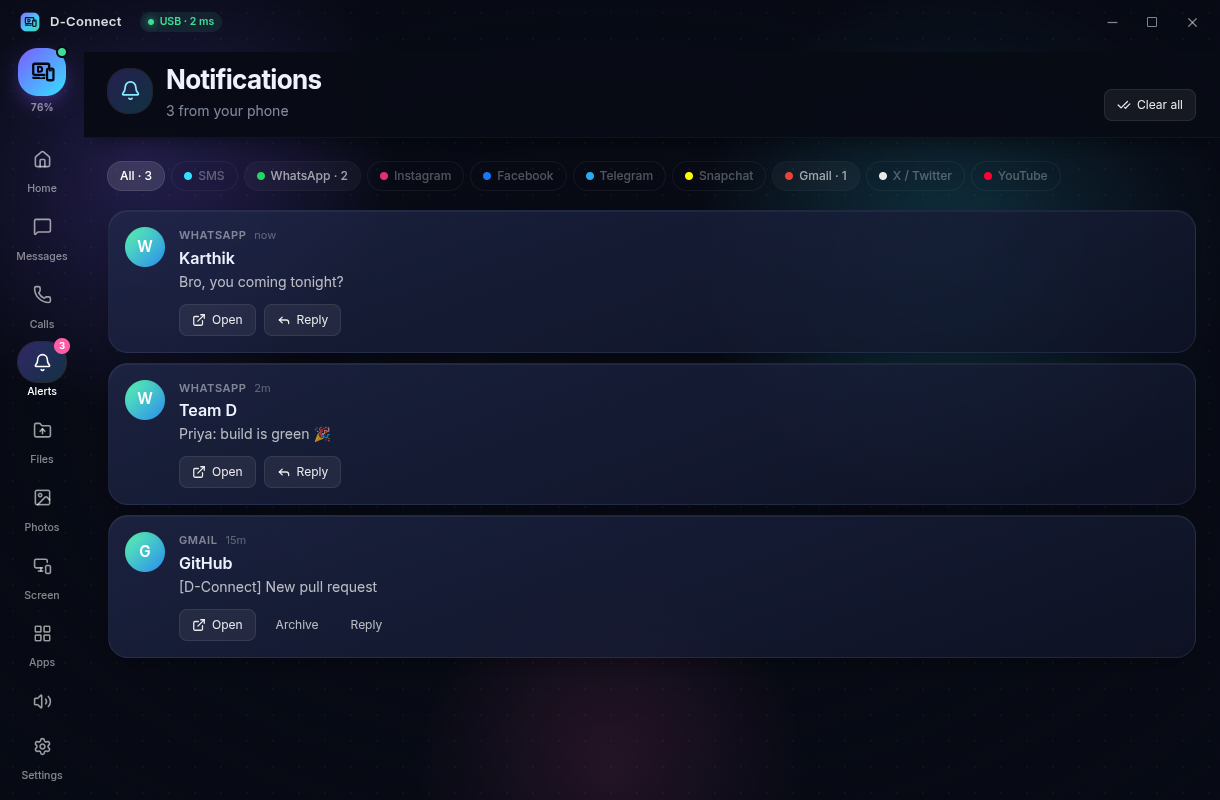 D-Connect USB · 2 ms
76%
Home
Messages
Calls
3
Alerts
Files
Photos
Screen
Apps
Settings
Notifications
3 from your phone
Clear all
All · 3 SMS WhatsApp · 2 Instagram Facebook Telegram Snapchat Gmail · 1 X / Twitter YouTube
W
WHATSAPP now
Karthik
Bro, you coming tonight?
Open Reply
W
WHATSAPP 2m
Team D
Priya: build is green 🎉
Open Reply
G
GMAIL 15m
GitHub
[D-Connect] New pull request
Open Archive Reply